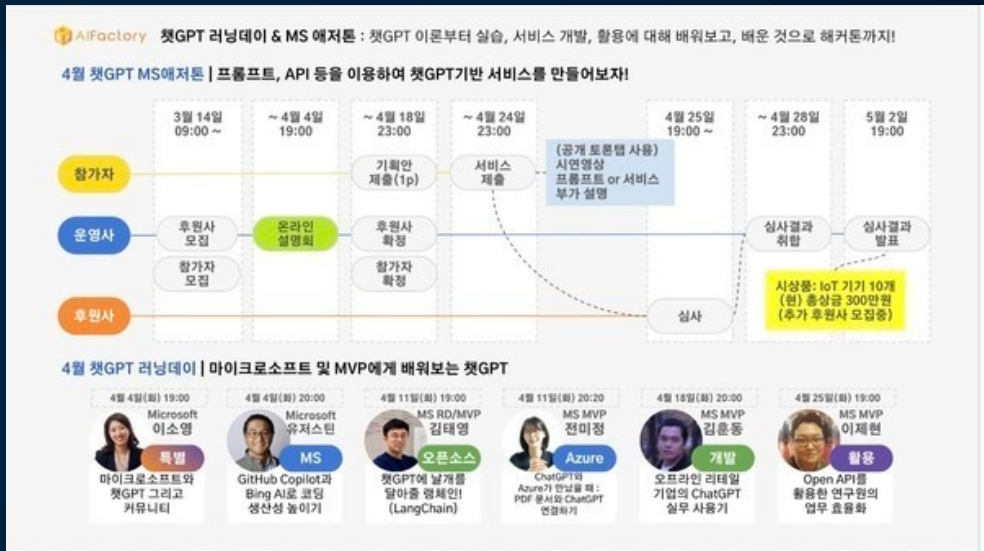 AIFactory 챗GPT 러닝데이 & MS 애저톤 : 챗GPT 이론부터 실습, 서비스 개발, 활용에 대해 배워보고, 배운 것으로 해커톤까지!
4월 챗GPT MS애저톤 | 프롬프트, API 등을 이용하여 챗GPT기반 서비스를 만들어보자!
3월 14일
09:00 ~
~ 4월 4일
19:00
~ 4월 18일
23:00
~ 4월 24일
23:00
4월 25일
19:00 ~
~ 4월 28일
23:00
5월 2일
19:00
참가자
기획안
제출(1p)
서비스
제출
(공개 토론탭 사용)
시연영상
프롬프트 or 서비스
부가 설명
운영사
후원사
모집
온라인
설명회
후원사
확정
심사결과
취합
심사결과
발표
참가자
모집
참가자
확정
시상품: IoT 기기 10개
(현) 총상금 300만원
(추가 후원사 모집중)
후원사
심사
4월 챗GPT 러닝데이 | 마이크로소프트 및 MVP에게 배워보는 챗GPT
4월 4일(화) 19:00
Microsoft
이소영
특별
마이크로소프트와
챗GPT 그리고
커뮤니티
4월 4일(화) 20:00
Microsoft
유저스틴
MS
GitHub Copilot과
Bing AI로 코딩
생산성 높이기
4월 11일(화) 19:00
MS RD/MVP
김태영
오픈소스
챗GPT에 날개를
달아줄 랭체인!
(LangChain)
4월 11일(화) 20:20
MS MVP
전미정
Azure
ChatGPT와
Azure가 만났을 때 :
PDF 문서와 ChatGPT
연결하기
4월 18일(화) 20:00
MS MVP
김훈동
개발
오프라인 리테일
기업의 ChatGPT
실무 사용기
4월 25일(화) 19:00
MS MVP
이제현
활용
Open API를
활용한 연구원의
업무 효율화